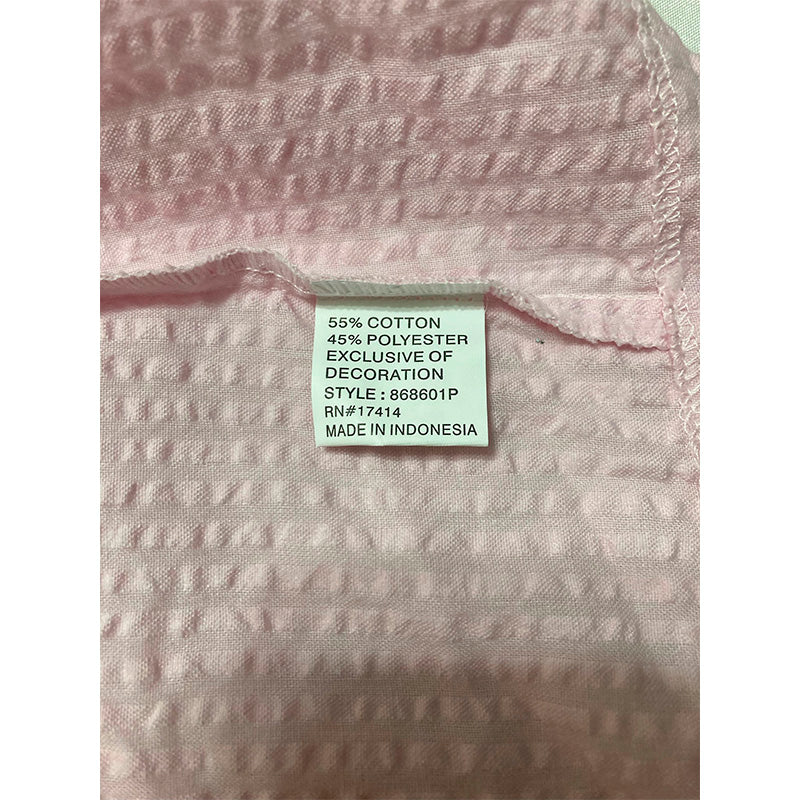 55% COTTON
45% POLYESTER
EXCLUSIVE OF
DECORATION
STYLE : 868601P
RN#17414
MADE IN INDONESIA